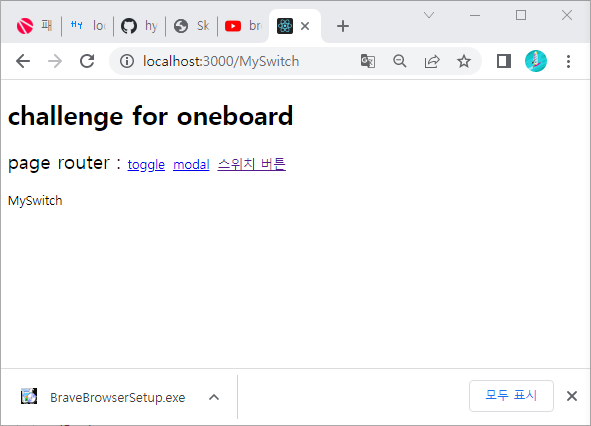 패
loc
hy
Sk
br
localhost:3000/MySwitch
challenge for oneboard
page router : toggle modal 스위치 버튼
MySwitch
BraveBrowserSetup.exe
모두 표시